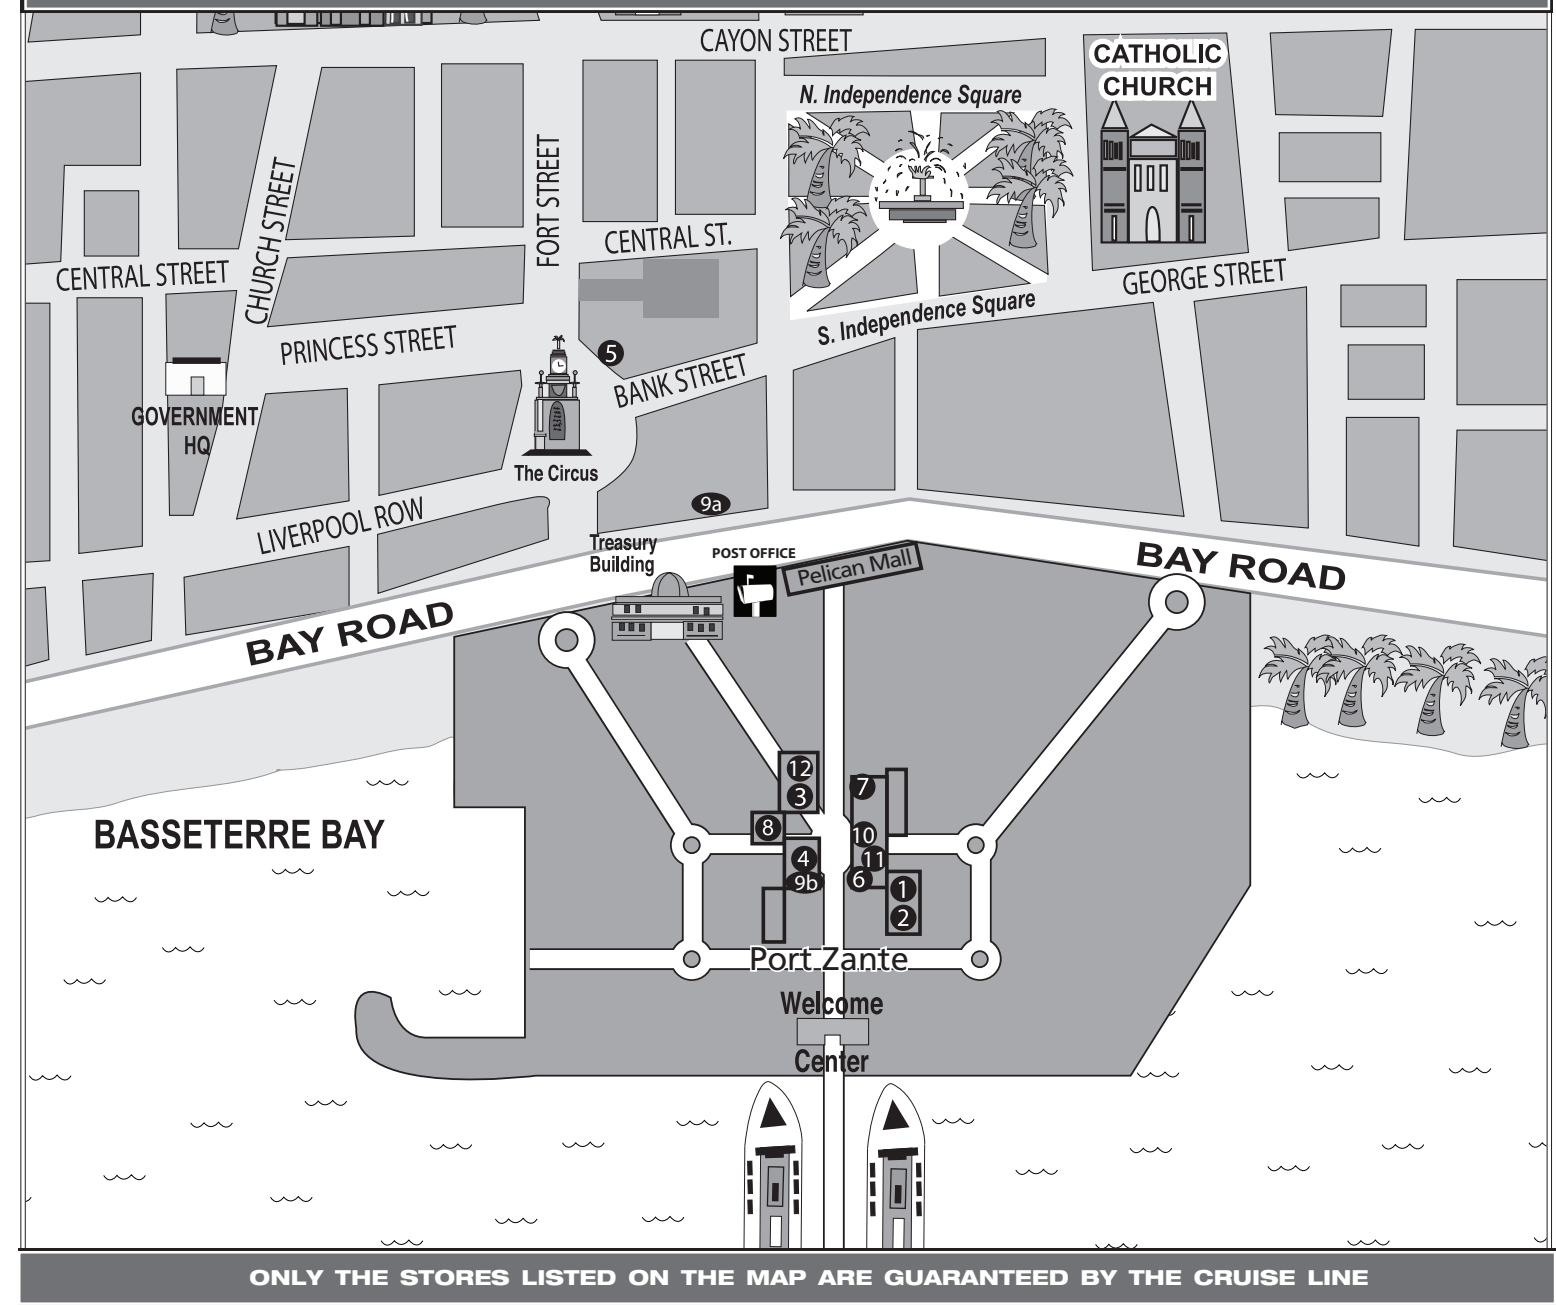 CAYON STREET
CATHOLIC
CHURCH
N. Independence Square
FORT STREET
CHURCH STREET
CENTRAL ST.
CENTRAL STREET
GEORGE STREET
S. Independence Square
PRINCESS STREET
5
BANK STREET
GOVERNMENT
HQ
The Circus
9a
LIVERPOOL ROW
Treasury
Building
POST OFFICE
Pelican Mall
BAY ROAD
BAY ROAD
12
3
7
8
10
BASSETERRE BAY
4
11
9b
6
1
2
Port Zante
Welcome
Center
ONLY THE STORES LISTED ON THE MAP ARE GUARANTEED BY THE CRUISE LINE